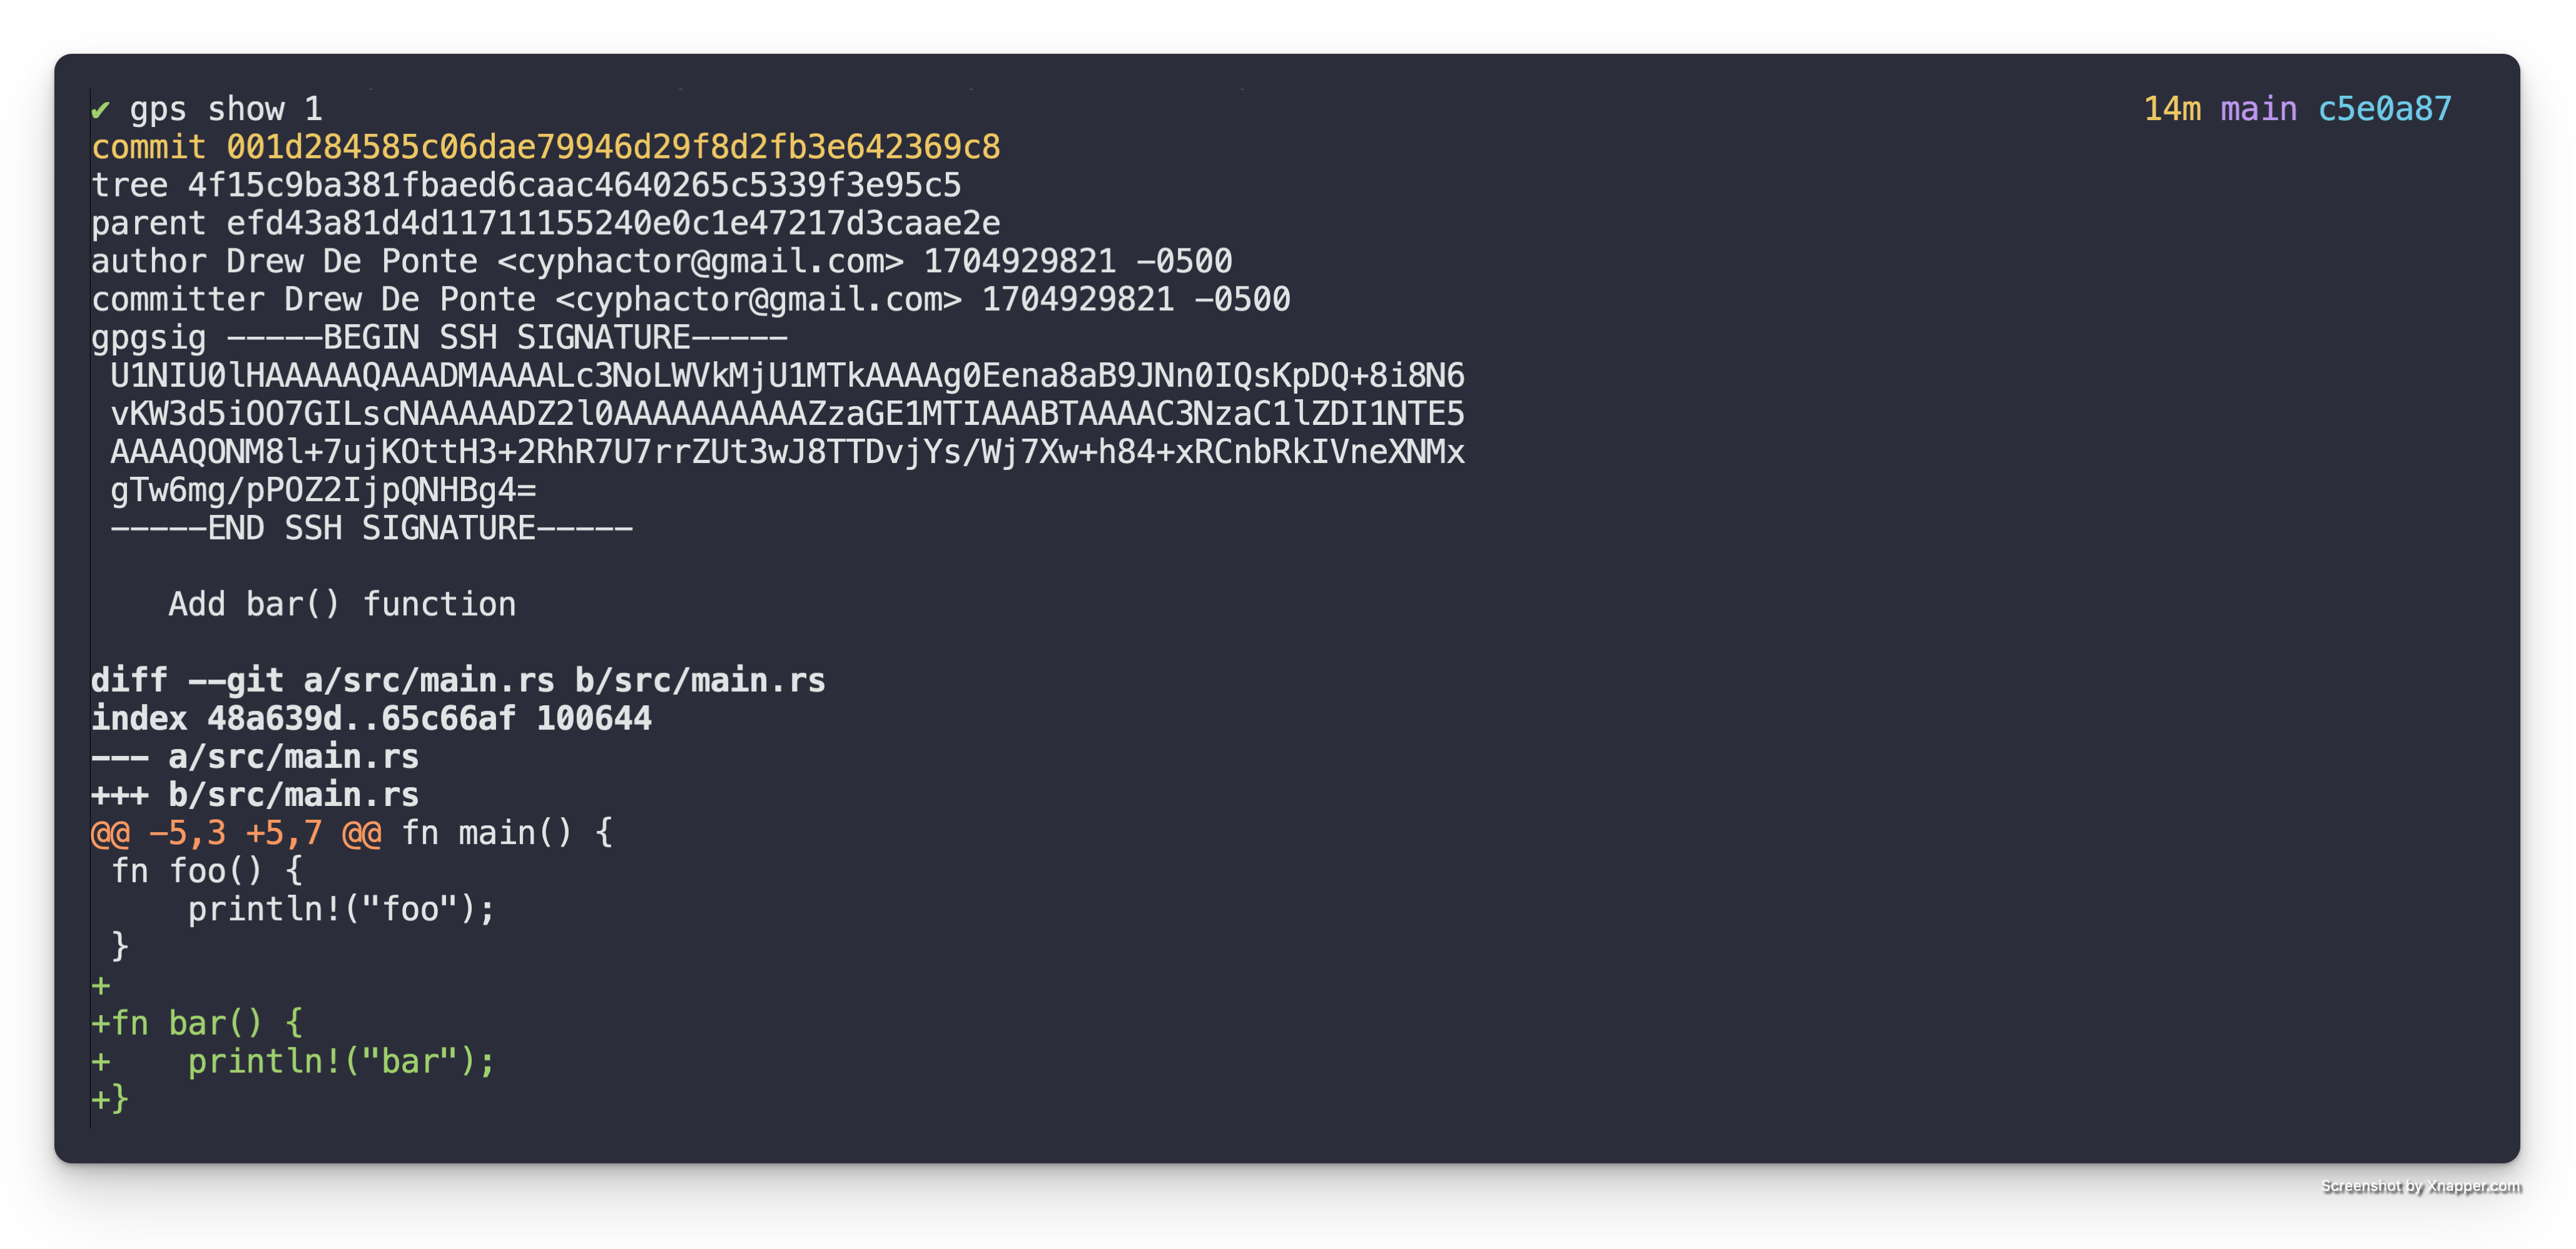 ✔ gps show 1 14m main c5e0a87
commit 001d284585c06dae79946d29f8d2fb3e642369c8
tree 4f15c9ba381fbaed6caac4640265c5339f3e95c5
parent efd43a81d4d11711155240e0c1e47217d3caae2e
author Drew De Ponte <cyphactor@gmail.com> 1704929821 -0500
committer Drew De Ponte <cyphactor@gmail.com> 1704929821 -0500
gpgsig -----BEGIN SSH SIGNATURE-----
 U1NIU0lHAAAAAQAAADMAAAALc3NoLWVkMjU1MTkAAAAg0Eena8aB9JNn0IQsKpDQ+8i8N6
 vKW3d5iOO7GILscNAAAAADZ2l0AAAAAAAAAAZzaGE1MTIAAABTAAAAC3NzaC1lZDI1NTE5
 AAAAQONM8l+7ujKOttH3+2RhR7U7rrZUt3wJ8TTDvjYs/Wj7Xw+h84+xRCnbRkIVneXNMx
 gTw6mg/pPOZ2IjpQNHBg4=
 -----END SSH SIGNATURE-----
    Add bar() function
diff --git a/src/main.rs b/src/main.rs
index 48a639d..65c66af 100644
--- a/src/main.rs
+++ b/src/main.rs
@@ -5,3 +5,7 @@ fn main() {
 fn foo() {
     println!("foo");
 }
+
+fn bar() {
+    println!("bar");
+}
Screenshot by Xnapper.com